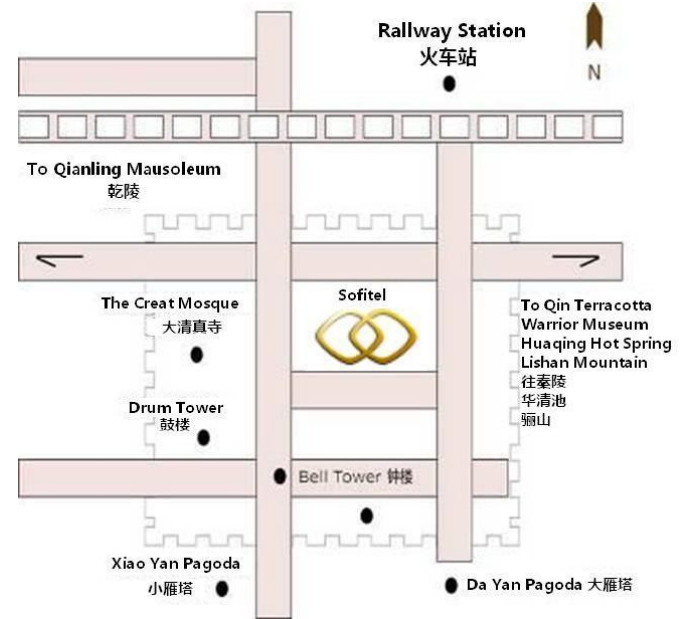 Rallway Station
火车站
N
To Qianling Mausoleum
乾陵
Sofitel
The Creat Mosque
大清真寺
To Qin Terracotta
Warrior Museum
Huaqing Hot Spring
Lishan Mountain
往秦陵
华清池
骊山
Drum Tower
鼓楼
Bell Tower 钟楼
Xiao Yan Pagoda
小雁塔
Da Yan Pagoda 大雁塔